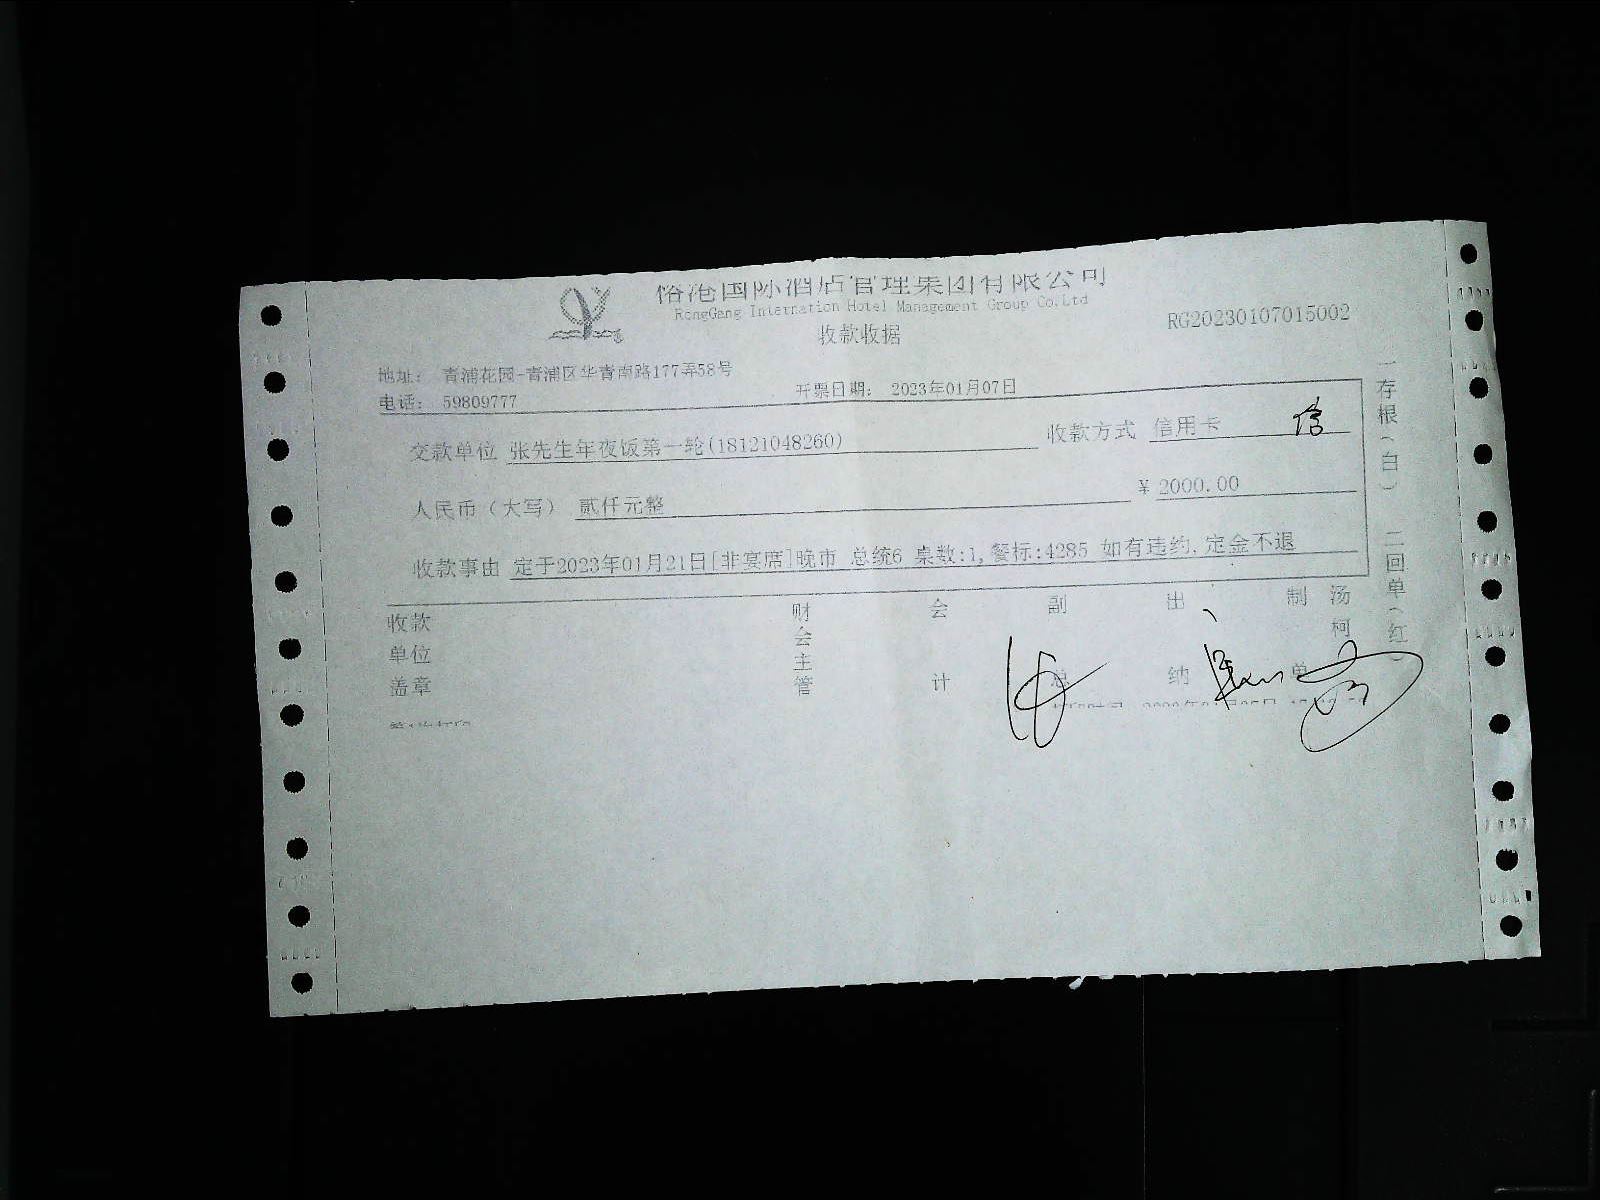 国际酒店管理集团有限公司
RongGang Internation Hotel Management Group Co.Ltd
收款收据
RG20230107015002
地址： 青浦花园-青浦区华青南路177弄58号
电话： 59809777
开票日期： 2023年01月07日
交款单位 张先生年夜饭第一轮(18121048260)
收款方式 信用卡 信
人民币（大写） 贰仟元整
¥ 2000.00
收款事由 定于2023年01月21日[非宴席]晚市 总统6 桌数:1,餐标:4285 如有违约,定金不退
收款单位盖章
财会主管
会计
副总
出纳
制单
汤柯
一存根（白） 二回单（红）